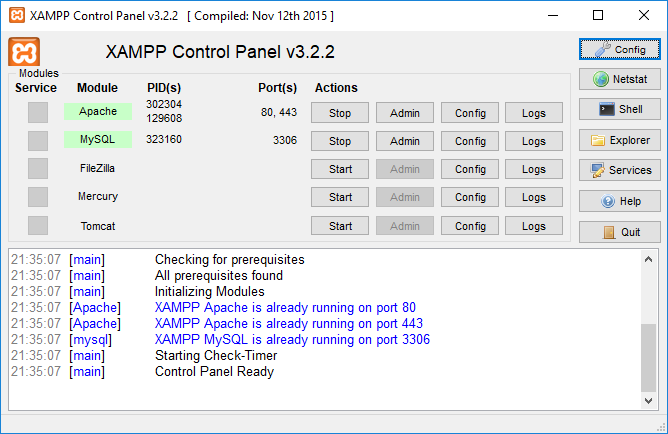 XAMPP Control Panel v3.2.2 [ Compiled: Nov 12th 2015 ]
XAMPP Control Panel v3.2.2
Config
Modules
Service Module PID(s) Port(s) Actions
Netstat
Apache 302304 129608 80, 443 Stop Admin Config Logs
Shell
MySQL 323160 3306 Stop Admin Config Logs
Explorer
FileZilla Start Admin Config Logs
Services
Mercury Start Admin Config Logs
Help
Tomcat Start Admin Config Logs
Quit
21:35:07 [main] Checking for prerequisites
21:35:07 [main] All prerequisites found
21:35:07 [main] Initializing Modules
21:35:07 [Apache] XAMPP Apache is already running on port 80
21:35:07 [Apache] XAMPP Apache is already running on port 443
21:35:07 [mysql] XAMPP MySQL is already running on port 3306
21:35:07 [main] Starting Check-Timer
21:35:07 [main] Control Panel Ready